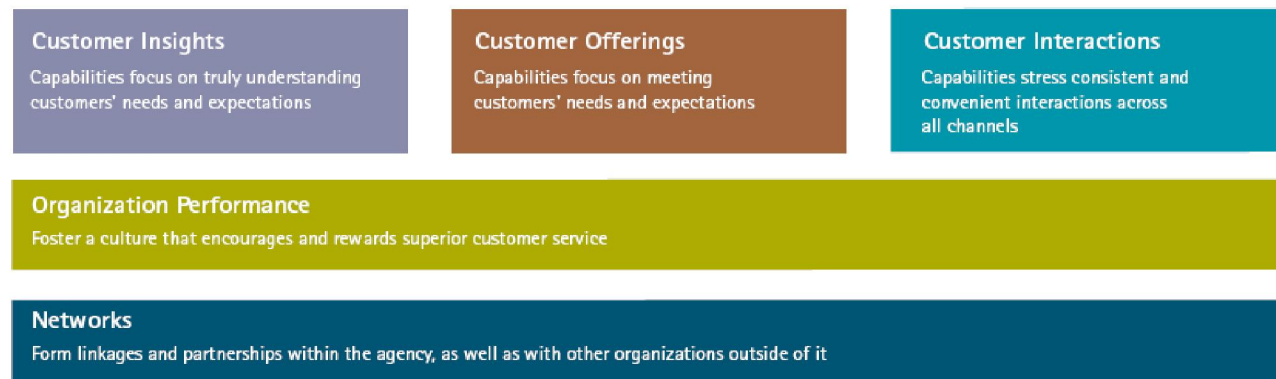 Customer Insights
Capabilities focus on truly understanding
customers' needs and expectations
Customer Offerings
Capabilities focus on meeting
customers' needs and expectations
Customer Interactions
Capabilities stress consistent and
convenient interactions across
all channels
Organization Performance
Foster a culture that encourages and rewards superior customer service
Networks
Form linkages and partnerships within the agency, as well as with other organizations outside of it